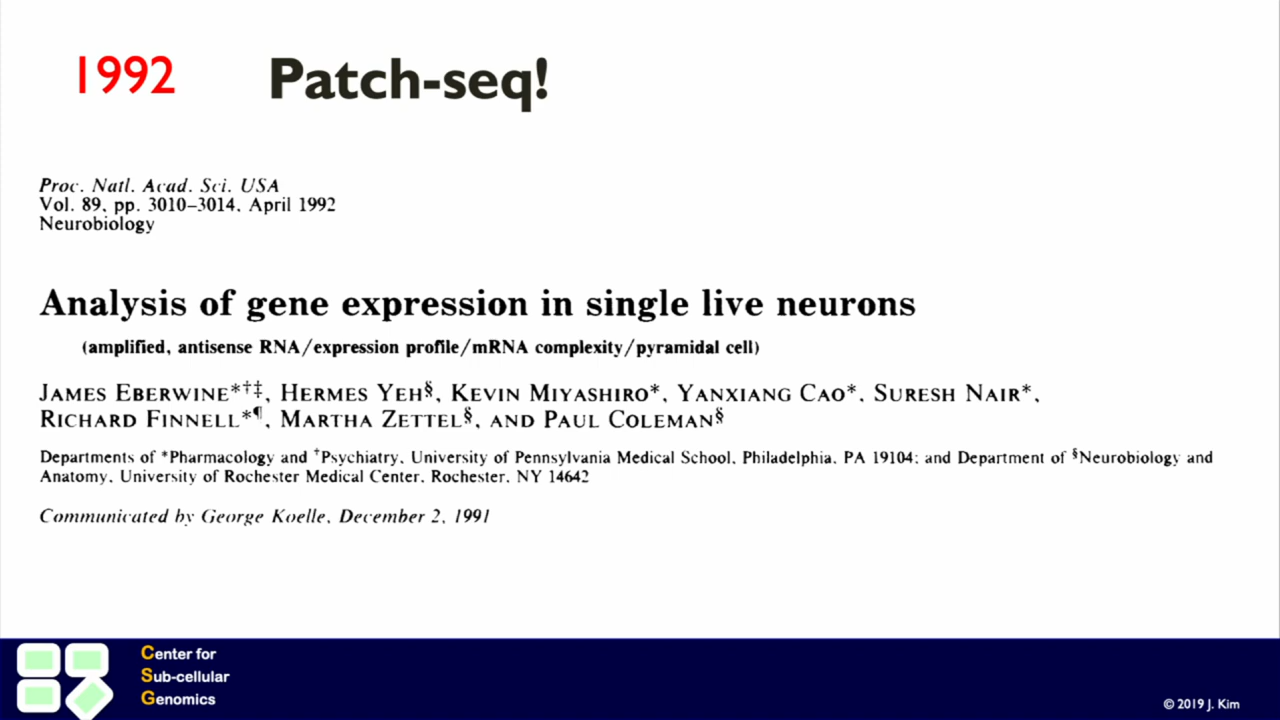 1992
Patch-seq!
Proc. Natl. Acad. Sci. USA
Vol. 89, pp. 3010–3014, April 1992
Neurobiology
Analysis of gene expression in single live neurons
(amplified, antisense RNA/expression profile/mRNA complexity/pyramidal cell)
JAMES EBERWINE*†‡, HERMES YEH§, KEVIN MIYASHIRO*, YANXIANG CAO*, SURESH NAIR*,
RICHARD FINNELL*¶, MARTHA ZETTEL§, AND PAUL COLEMAN§
Departments of *Pharmacology and †Psychiatry, University of Pennsylvania Medical School, Philadelphia, PA 19104; and Department of §Neurobiology and
Anatomy, University of Rochester Medical Center, Rochester, NY 14642
Communicated by George Koelle, December 2, 1991
Center for
Sub-cellular
Genomics
© 2019 J. Kim